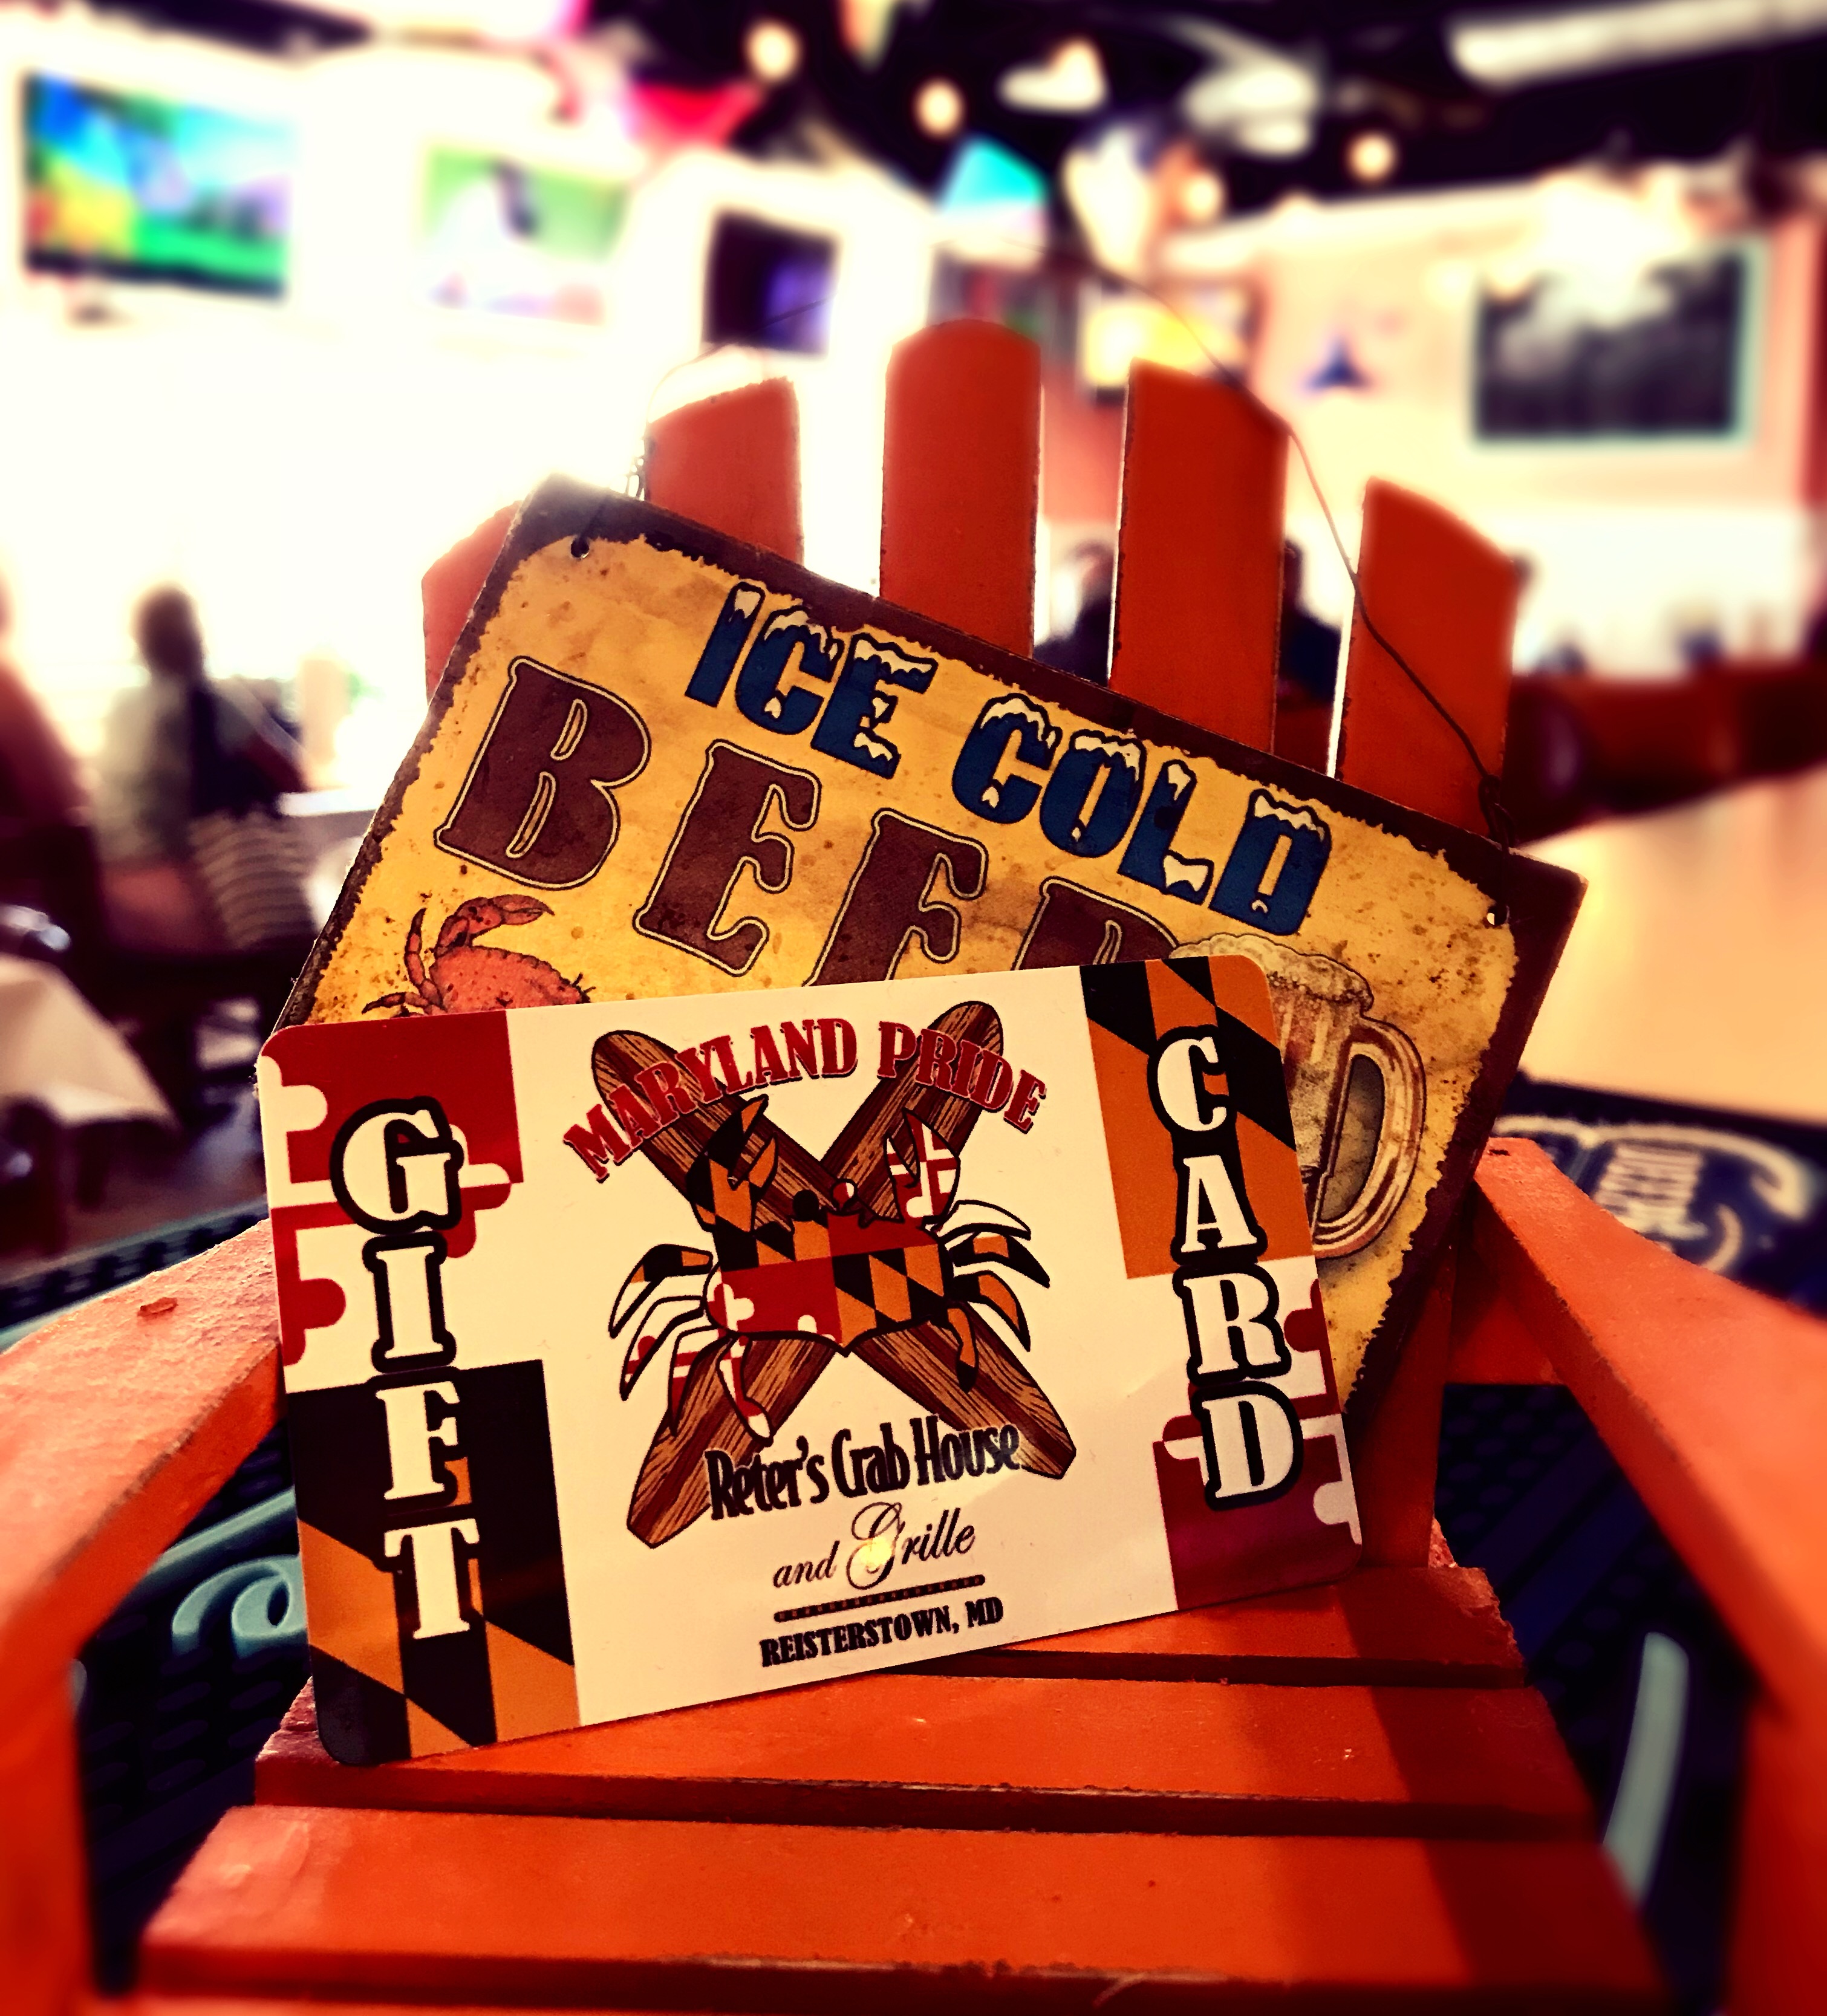 ICE COLD
BEER
MARYLAND PRIDE
GIFT
CARD
Reter's Crab House
and Grille
REISTERSTOWN, MD